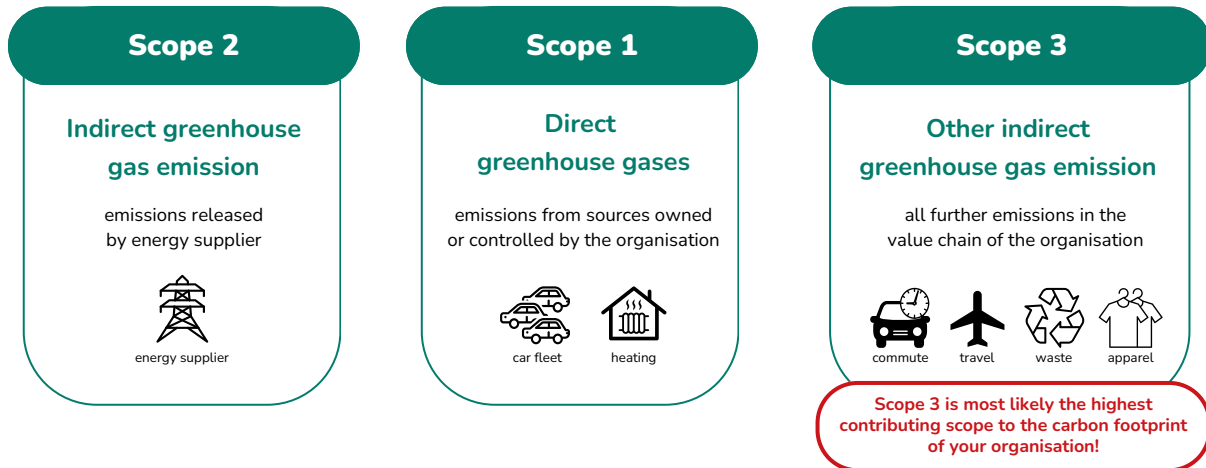 Scope 2
Indirect greenhouse
gas emission
emissions released
by energy supplier
energy supplier
Scope 1
Direct
greenhouse gases
emissions from sources owned
or controlled by the organisation
car fleet
heating
Scope 3
Other indirect
greenhouse gas emission
all further emissions in the
value chain of the organisation
commute
travel
waste
apparel
Scope 3 is most likely the highest
contributing scope to the carbon footprint
of your organisation!